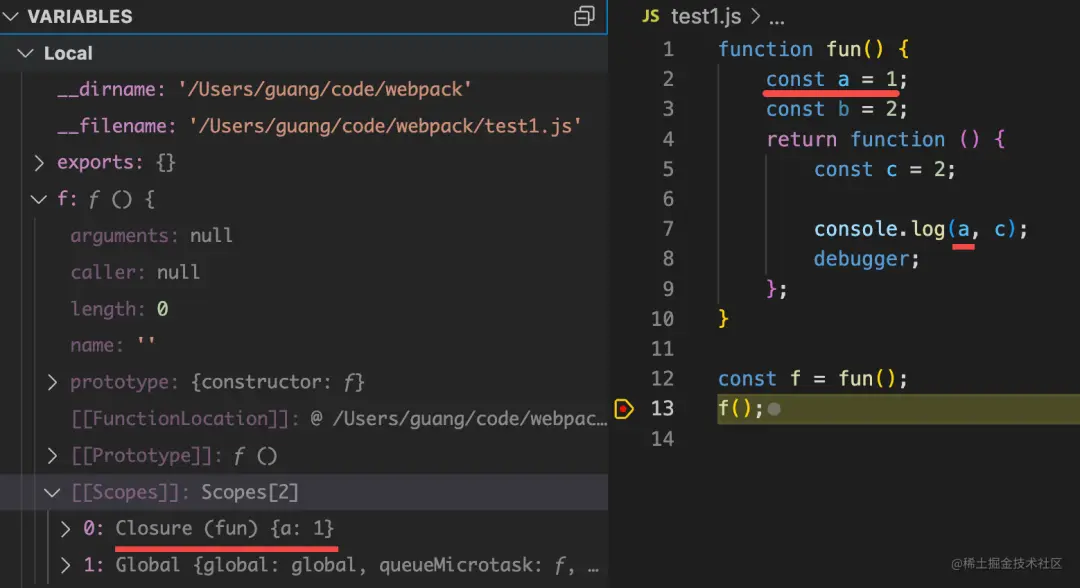 VARIABLES
Local
__dirname: '/Users/guang/code/webpack'
__filename: '/Users/guang/code/webpack/test1.js'
exports: {}
f: ƒ () {
arguments: null
caller: null
length: 0
name: ''
prototype: {constructor: ƒ}
[[FunctionLocation]]: @ /Users/guang/code/webpac…
[[Prototype]]: ƒ ()
[[Scopes]]: Scopes[2]
0: Closure (fun) {a: 1}
1: Global {global: global, queueMicrotask: ƒ, …
JS test1.js > ...
1 function fun() {
2 const a = 1;
3 const b = 2;
4 return function () {
5 const c = 2;
6
7 console.log(a, c);
8 debugger;
9 };
10 }
11
12 const f = fun();
13 f();
14
@稀土掘金技术社区